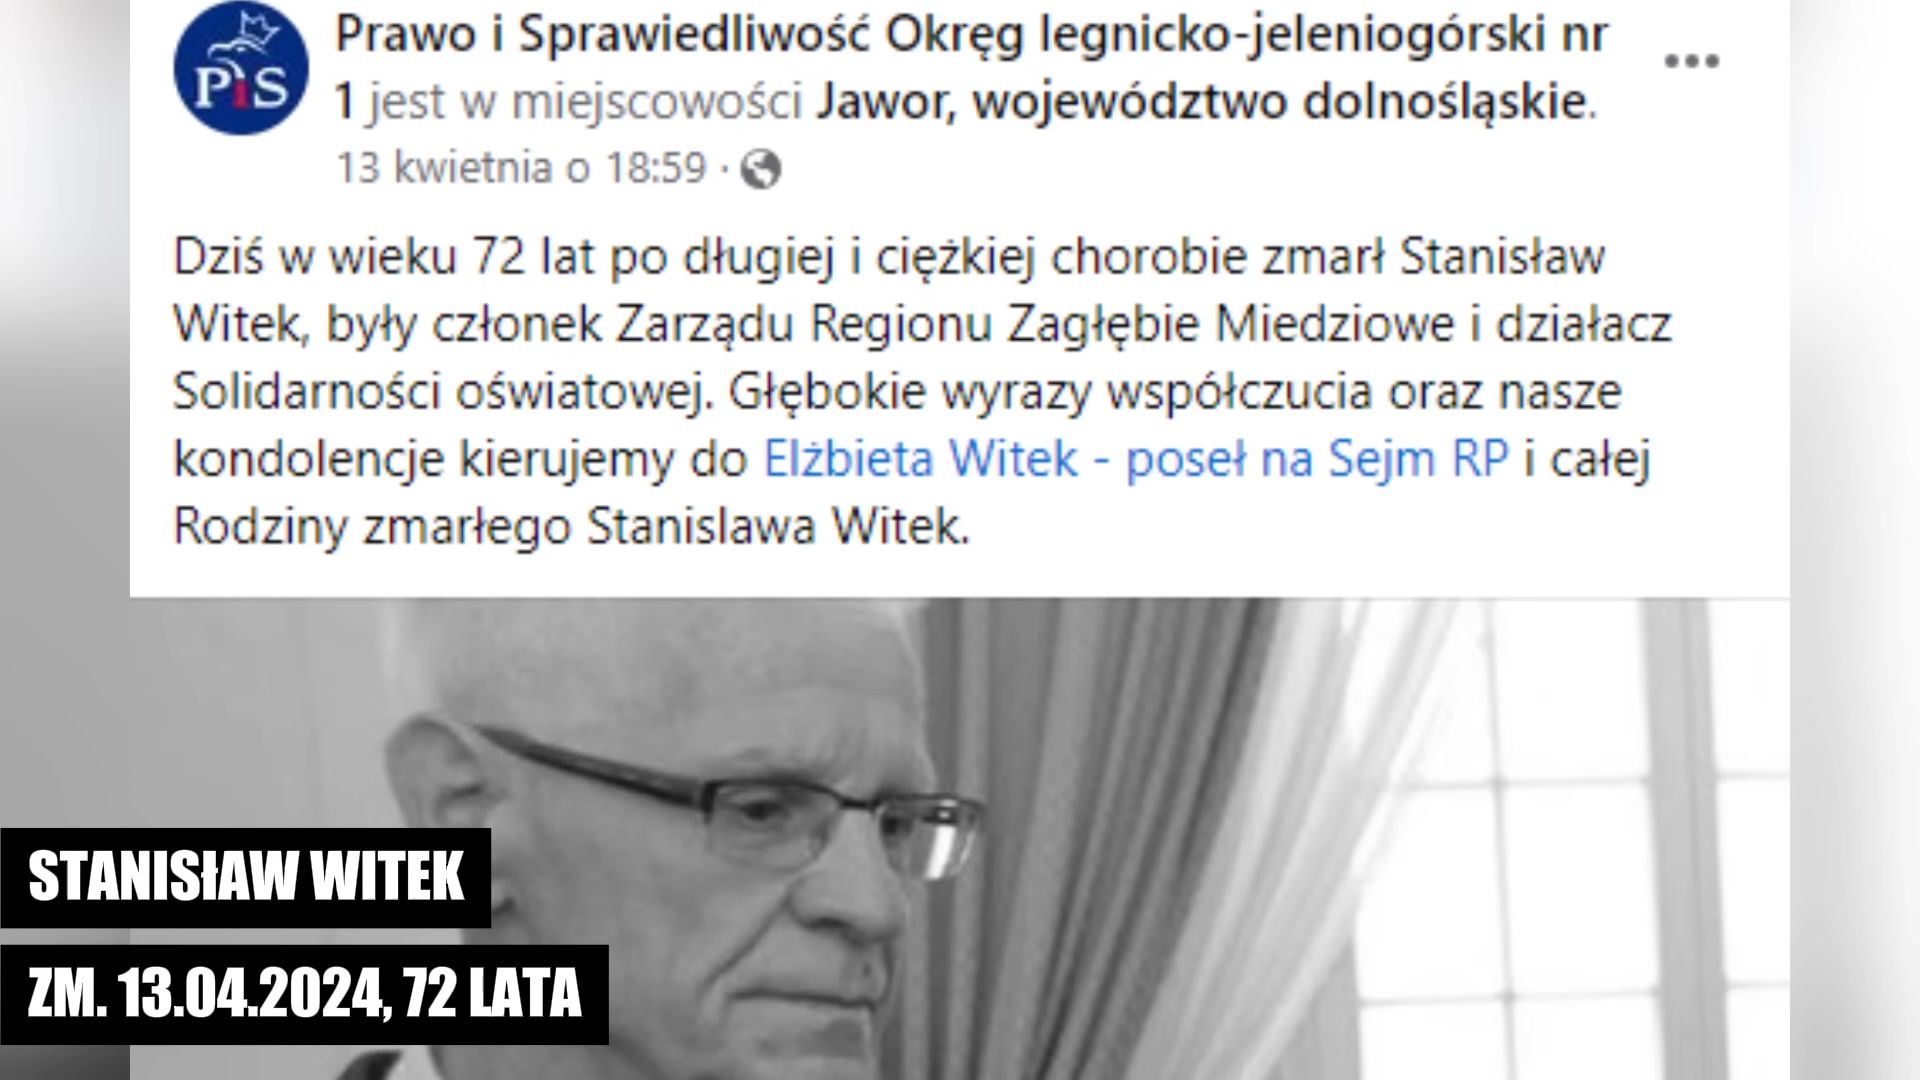 PiS
Prawo i Sprawiedliwość Okręg legnicko-jeleniogórski nr
1 jest w miejscowości Jawor, województwo dolnośląskie.
13 kwietnia o 18:59 ·
Dziś w wieku 72 lat po długiej i ciężkiej chorobie zmarł Stanisław
Witek, były członek Zarządu Regionu Zagłębie Miedziowe i działacz
Solidarności oświatowej. Głębokie wyrazy współczucia oraz nasze
kondolencje kierujemy do Elżbieta Witek - poseł na Sejm RP i całej
Rodziny zmarłego Stanislawa Witek.
STANISŁAW WITEK
ZM. 13.04.2024, 72 LATA